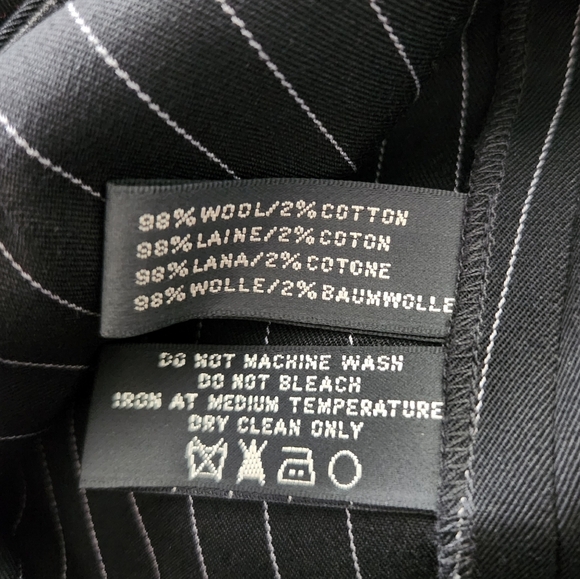 98% WOOL/2% COTTON
98% LAINE/2% COTON
98% LANA/2% COTONE
98% WOLLE/2% BAUMWOLLE
DO NOT MACHINE WASH
DO NOT BLEACH
IRON AT MEDIUM TEMPERATURE
DRY CLEAN ONLY